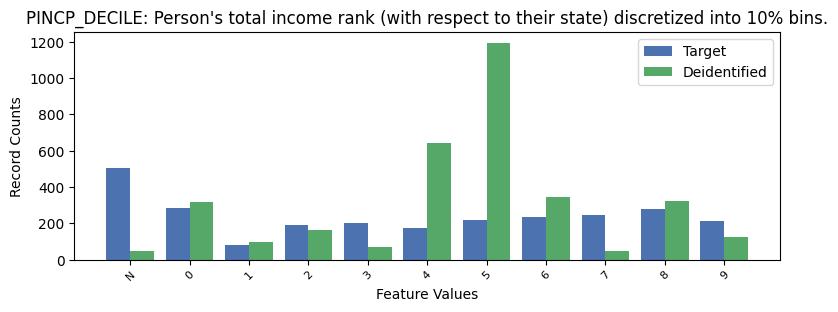 PINCP_DECILE: Person's total income rank (with respect to their state) discretized into 10% bins.
1200
1000
800
600
400
200
0
Record Counts
Target
Deidentified
N 0 1 2 3 4 5 6 7 8 9
Feature Values